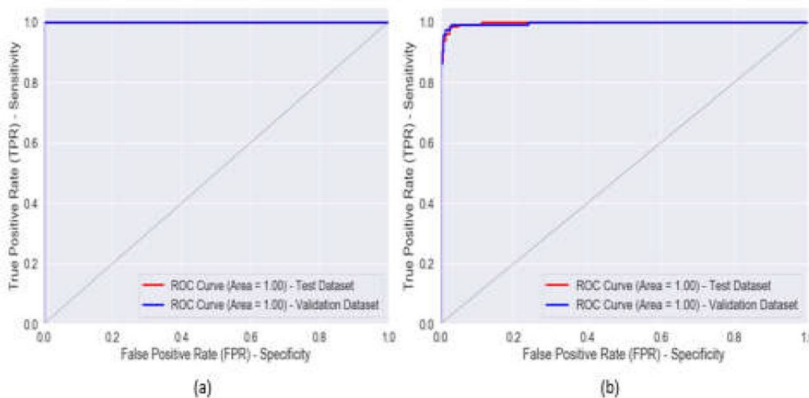 True Positive Rate (TPR) - Sensitivity
1.0
0.8
0.6
0.4
0.2
0.0
ROC Curve (Area = 1.00) - Test Dataset
ROC Curve (Area = 1.00) - Validation Dataset
0.0 0.2 0.4 0.6 0.8 1.0
False Positive Rate (FPR) - Specificity
(a)
True Positive Rate (TPR) - Sensitivity
1.0
0.8
0.6
0.4
0.2
0.0
ROC Curve (Area = 1.00) - Test Dataset
ROC Curve (Area = 1.00) - Validation Dataset
0.0 0.2 0.4 0.6 0.8 1.0
False Positive Rate (FPR) - Specificity
(b)